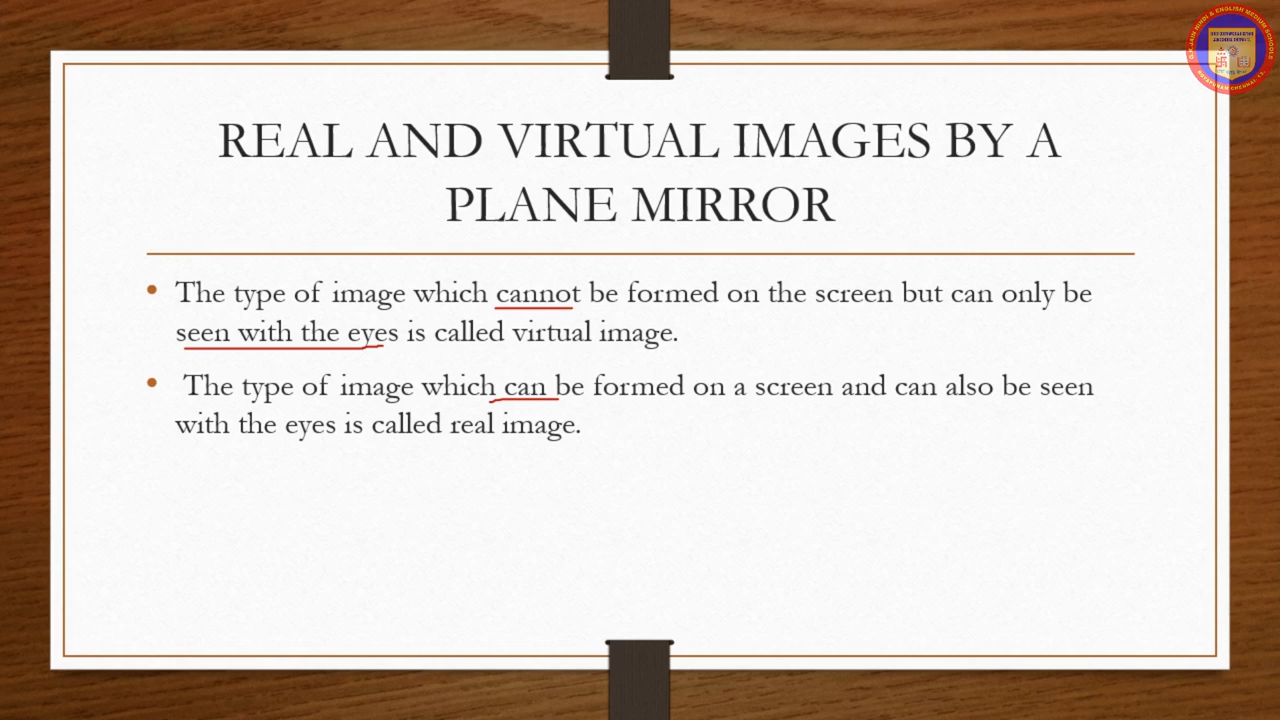 REAL AND VIRTUAL IMAGES BY A
PLANE MIRROR
• The type of image which cannot be formed on the screen but can only be
seen with the eyes is called virtual image.
• The type of image which can be formed on a screen and can also be seen
with the eyes is called real image.